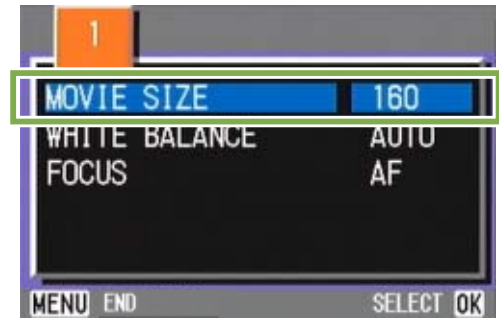 1
MOVIE SIZE 160
WHITE BALANCE AUTO
FOCUS AF
MENU END SELECT OK